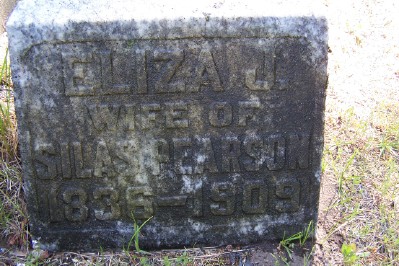 ELIZA J.
WIFE OF
SILAS PEARSON
1835-1909